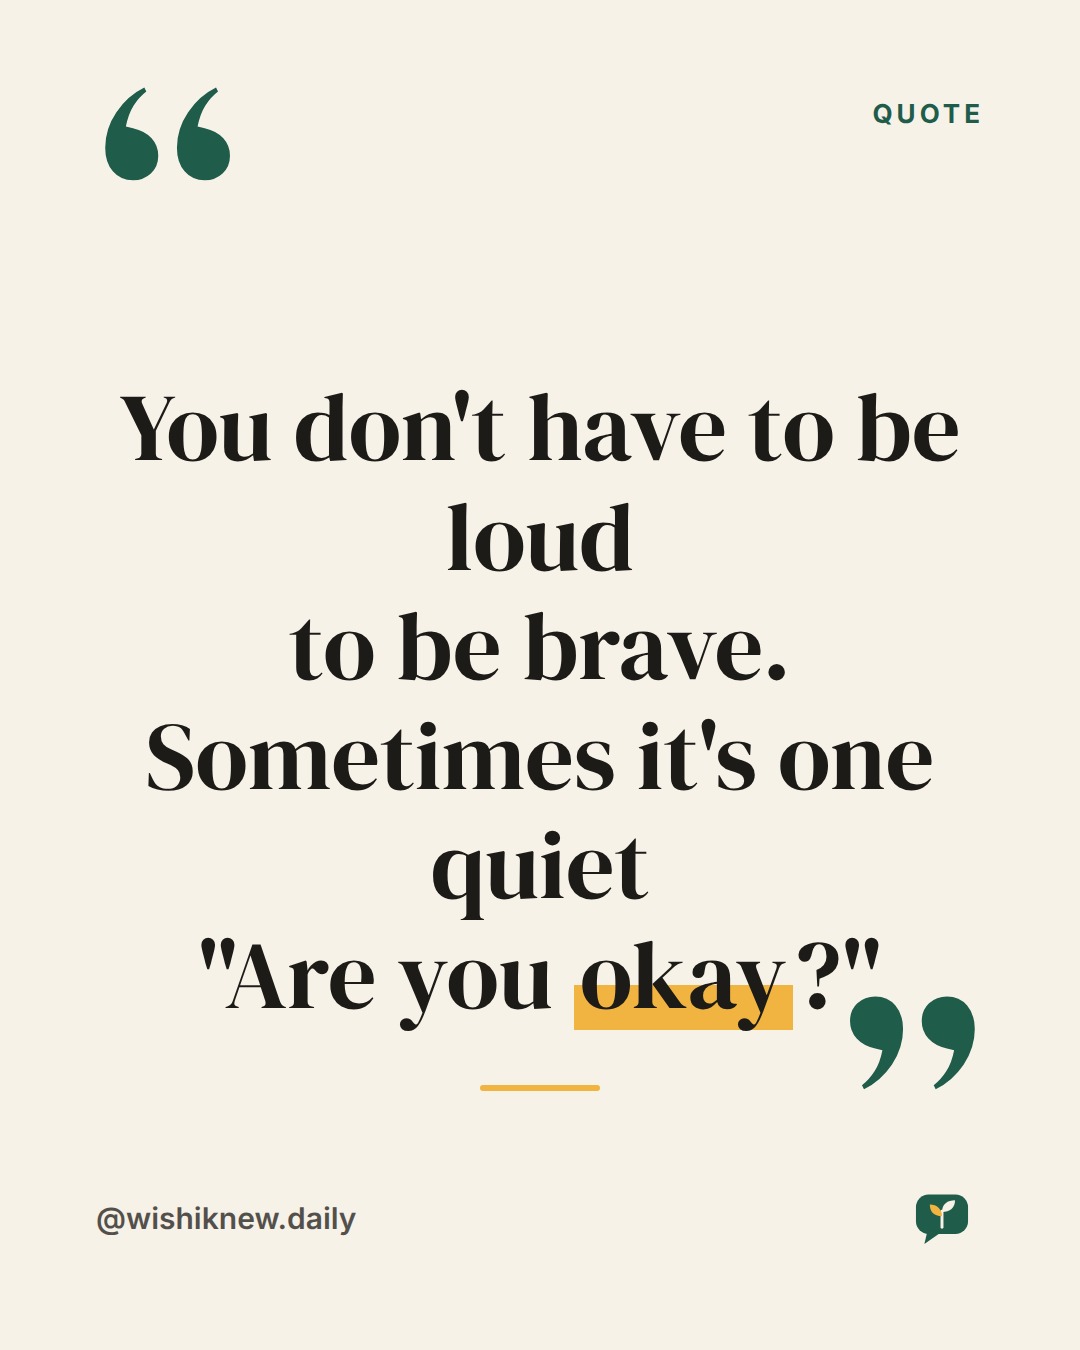 “
QUOTE
You don't have to be
loud
to be brave.
Sometimes it's one
quiet
"Are you okay?"
”
@wishiknew.daily